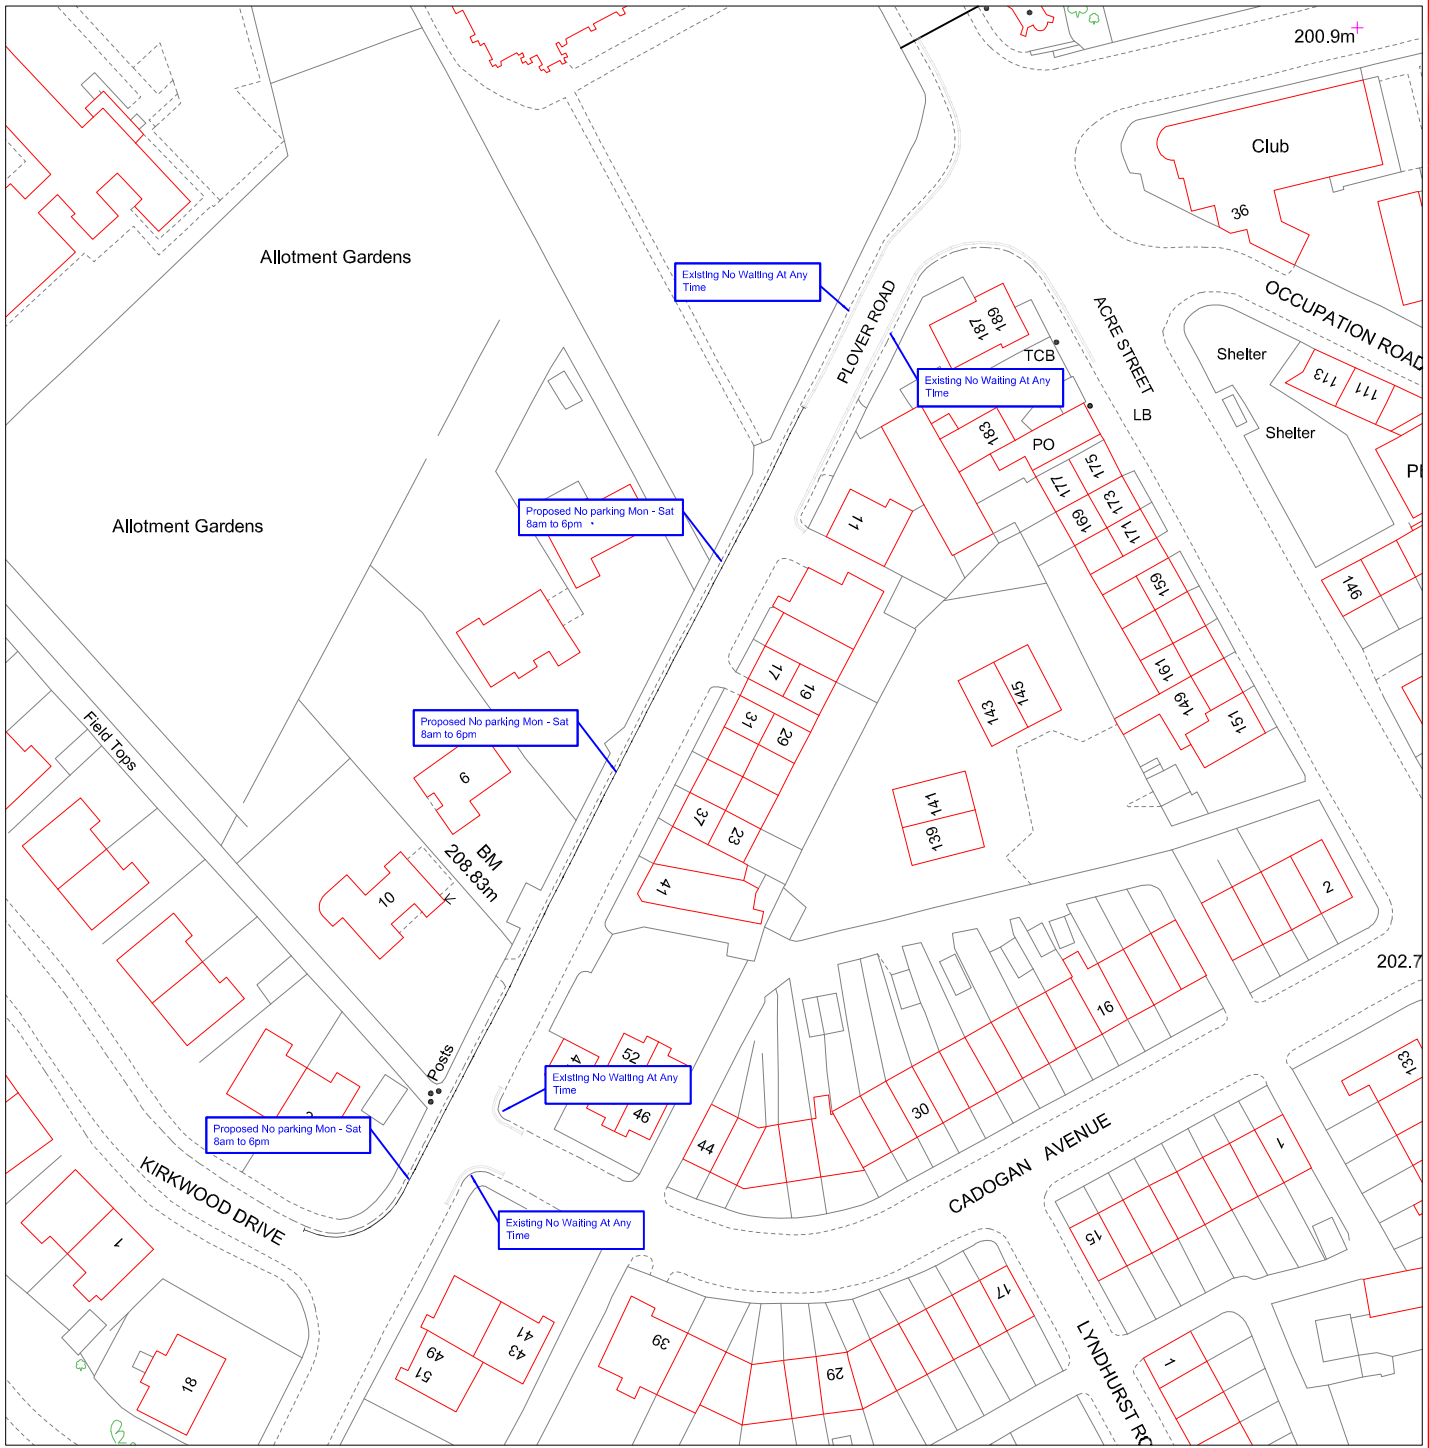 200.9m
Club
36
Allotment Gardens
Existing No Waiting At Any
Time
PLOVER ROAD
OCCUPATION ROAD
ACRE STREET
187
189
TCB
Shelter
113
111
Existing No Waiting At Any
Time
LB
183
PO
Shelter
175
177
173
169
171
Proposed No parking Mon - Sat
8am to 6pm
11
Allotment Gardens
159
146
161
17
19
145
143
149
151
31
29
Proposed No parking Mon - Sat
8am to 6pm
Field Tops
9
37
23
141
139
BM
208.83m
41
10
2
202.7
16
52
Posts
Existing No Waiting At Any
Time
46
30
133
44
CADOGAN AVENUE
1
Proposed No parking Mon - Sat
8am to 6pm
KIRKWOOD DRIVE
1
Existing No Waiting At Any
Time
15
17
41
43
39
49
51
29
18
LYNDHURST RO
1